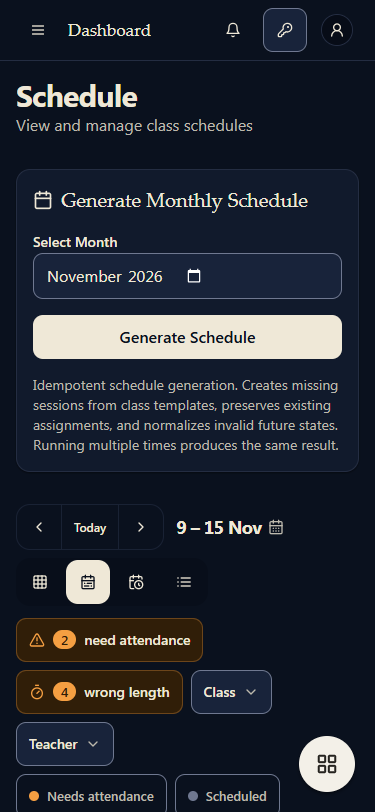 Dashboard
Schedule
View and manage class schedules
Generate Monthly Schedule
Select Month
November 2026
Generate Schedule
Idempotent schedule generation. Creates missing
sessions from class templates, preserves existing
assignments, and normalizes invalid future states.
Running multiple times produces the same result.
Today
9 – 15 Nov
2 need attendance
4 wrong length
Class
Teacher
Needs attendance
Scheduled